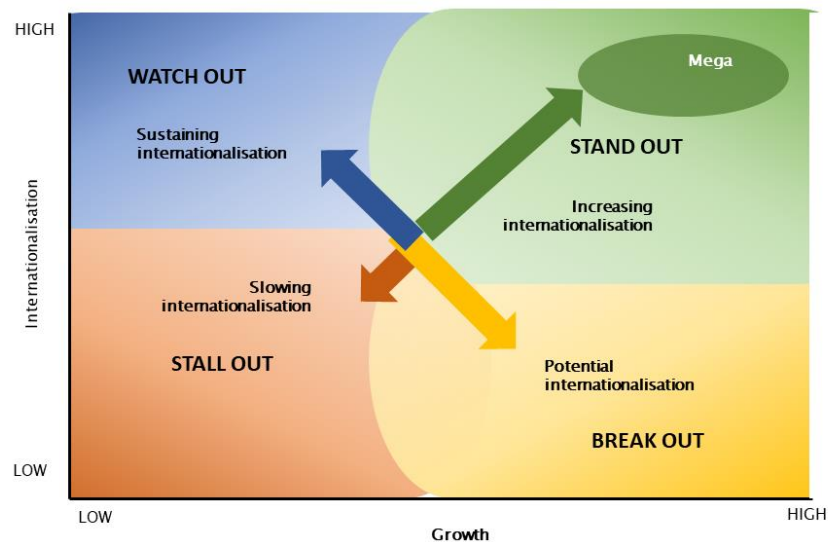 HIGH
Mega
WATCH OUT
Sustaining
internationalisation
STAND OUT
Increasing
internationalisation
Internationalisation
Slowing
internationalisation
STALL OUT
Potential
internationalisation
BREAK OUT
LOW
LOW
HIGH
Growth